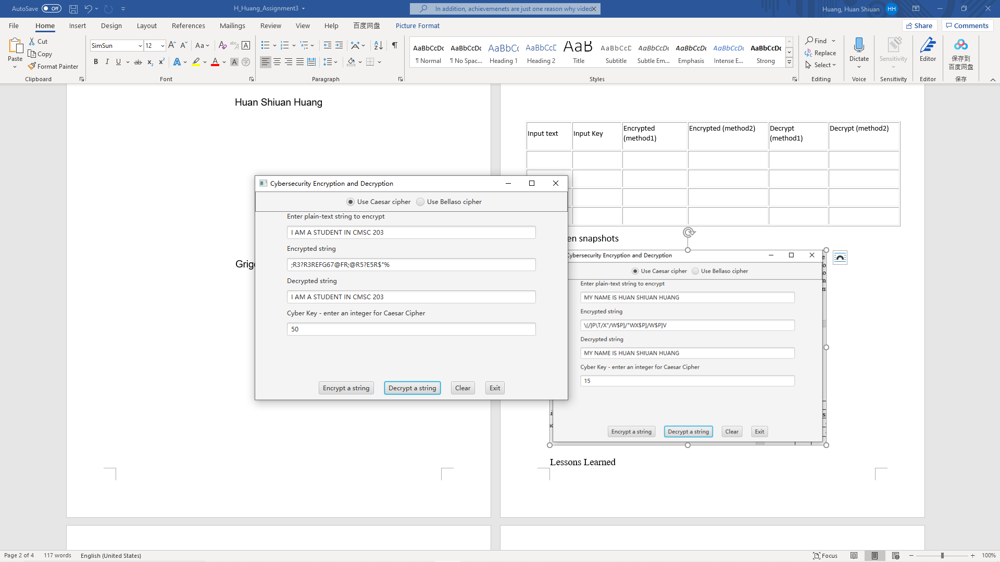 AutoSave Off H_Huang_Assignment3 In addition, achievemenets are just one reason why video Huang, Huan Shiuan HH
File Home Insert Design Layout References Mailings Review View Help 百度网盘 Picture Format Share Comments
Paste Cut Copy Format Painter
SimSun 12
AaBbCcDc AaBbCcDc AaBbCc AaBbCcD AaB AaBbCcD AaBbCcDc AaBbCcDc AaBbCcDc AaBbCcDc
¶ Normal ¶ No Spac... Heading 1 Heading 2 Title Subtitle Subtle Em... Emphasis Intense E... Strong
Find Replace Select
Dictate Sensitivity Editor 保存到 百度网盘
Clipboard Font Paragraph Styles Editing Voice Sensitivity Editor 保存
Huan Shiuan Huang
Input text Input Key Encrypted (method1) Encrypted (method2) Decrypt (method1) Decrypt (method2)
Cybersecurity Encryption and Decryption
Use Caesar cipher Use Bellaso cipher
Enter plain-text string to encrypt
I AM A STUDENT IN CMSC 203
Encrypted string
;R3?R3REFG67@FR;@R5?E5R$"%
Decrypted string
I AM A STUDENT IN CMSC 203
Cyber Key - enter an integer for Caesar Cipher
50
Encrypt a string Decrypt a string Clear Exit
snapshots
Cybersecurity Encryption and Decryption
Use Caesar cipher Use Bellaso cipher
Enter plain-text string to encrypt
MY NAME IS HUAN SHIUAN HUANG
Encrypted string
\(/]P\T/X"/W$P]/"WX$P]/W$P]V
Decrypted string
MY NAME IS HUAN SHIUAN HUANG
Cyber Key - enter an integer for Caesar Cipher
15
Encrypt a string Decrypt a string Clear Exit
Lessons Learned
Page 2 of 4 117 words English (United States) Focus 100%